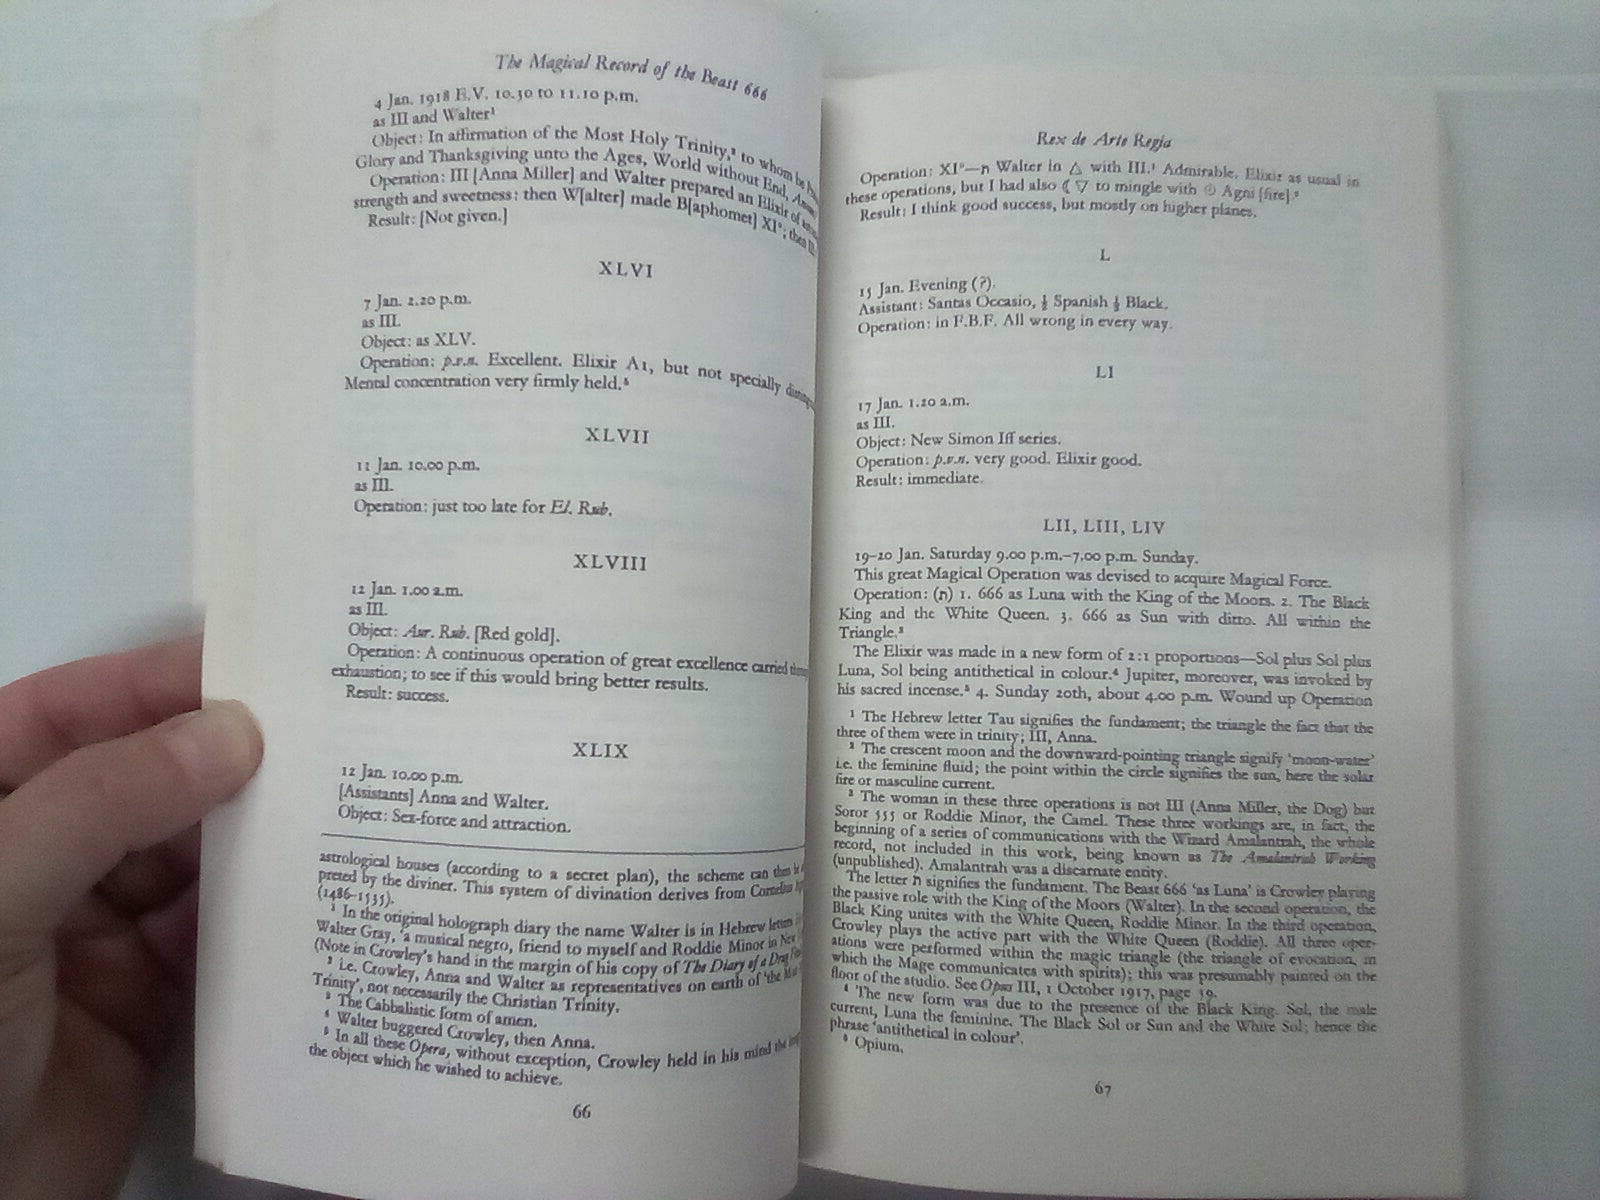 The Magical Record of the Beast 666
4 Jan. 1918 E.V. 10.30 to 11.10 p.m.
as III and Walter¹
Object: In affirmation of the Most Holy Trinity,² to whom be
Glory and Thanksgiving unto the Ages, World without End,
Operation: III [Anna Miller] and Walter prepared an Elixir of
strength and sweetness: then W[alter] made B[aphomet] XI°; then
Result: [Not given.]
XLVI
7 Jan. 2.20 p.m.
as III.
Object: as XLV.
Operation: p.v.n. Excellent. Elixir A1, but not specially
Mental concentration very firmly held.⁵
XLVII
11 Jan. 10.00 p.m.
as III.
Operation: just too late for El. Rub.
XLVIII
12 Jan. 1.00 a.m.
as III.
Object: Aur. Rub. [Red gold].
Operation: A continuous operation of great excellence carried
exhaustion; to see if this would bring better results.
Result: success.
XLIX
12 Jan. 10.00 p.m.
[Assistants] Anna and Walter.
Object: Sex-force and attraction.
astrological houses (according to a secret plan), the scheme can then be
preted by the diviner. This system of divination derives from Cornelius
(1486–1535).
¹ In the original holograph diary the name Walter is in Hebrew letters
Walter Gray, 'a musical negro, friend to myself and Roddie Minor in New
(Note in Crowley's hand in the margin of his copy of The Diary of a Drug
² i.e. Crowley, Anna and Walter as representatives on earth of 'the Most
Trinity', not necessarily the Christian Trinity.
³ The Cabbalistic form of amen.
⁴ Walter buggered Crowley, then Anna.
⁵ In all these Opera, without exception, Crowley held in his mind the
the object which he wished to achieve.
66
Rex de Arte Regia
Operation: XI°—ת Walter in △ with III.¹ Admirable. Elixir as usual in
these operations, but I had also ☾ ▽ to mingle with ☉ Agni [fire].²
Result: I think good success, but mostly on higher planes.
L
15 Jan. Evening (?).
Assistant: Santas Occasio, ½ Spanish ½ Black.
Operation: in F.B.F. All wrong in every way.
LI
17 Jan. 1.20 a.m.
as III.
Object: New Simon Iff series.
Operation: p.v.n. very good. Elixir good.
Result: immediate.
LII, LIII, LIV
19–20 Jan. Saturday 9.00 p.m.–7.00 p.m. Sunday.
This great Magical Operation was devised to acquire Magical Force.
Operation: (ת) 1. 666 as Luna with the King of the Moors. 2. The Black
King and the White Queen. 3. 666 as Sun with ditto. All within the
Triangle.³
The Elixir was made in a new form of 2:1 proportions—Sol plus Sol plus
Luna, Sol being antithetical in colour.⁴ Jupiter, moreover, was invoked by
his sacred incense.⁵ 4. Sunday 20th, about 4.00 p.m. Wound up Operation
¹ The Hebrew letter Tau signifies the fundament; the triangle the fact that the
three of them were in trinity; III, Anna.
² The crescent moon and the downward-pointing triangle signify 'moon-water'
i.e. the feminine fluid; the point within the circle signifies the sun, here the solar
fire or masculine current.
³ The woman in these three operations is not III (Anna Miller, the Dog) but
Soror 555 or Roddie Minor, the Camel. These three workings are, in fact, the
beginning of a series of communications with the Wizard Amalantrah, the whole
record, not included in this work, being known as The Amalantrah Working
(unpublished). Amalantrah was a discarnate entity.
The letter ת signifies the fundament. The Beast 666 'as Luna' is Crowley playing
the passive role with the King of the Moors (Walter). In the second operation, the
Black King unites with the White Queen, Roddie Minor. In the third operation,
Crowley plays the active part with the White Queen (Roddie). All three oper-
ations were performed within the magic triangle (the triangle of evocation, in
which the Mage communicates with spirits); this was presumably painted on the
floor of the studio. See Opus III, 1 October 1917, page 39.
⁴ The new form was due to the presence of the Black King. Sol, the male
current, Luna the feminine. The Black Sol or Sun and the White Sol; hence the
phrase 'antithetical in colour'.
⁵ Opium.
67